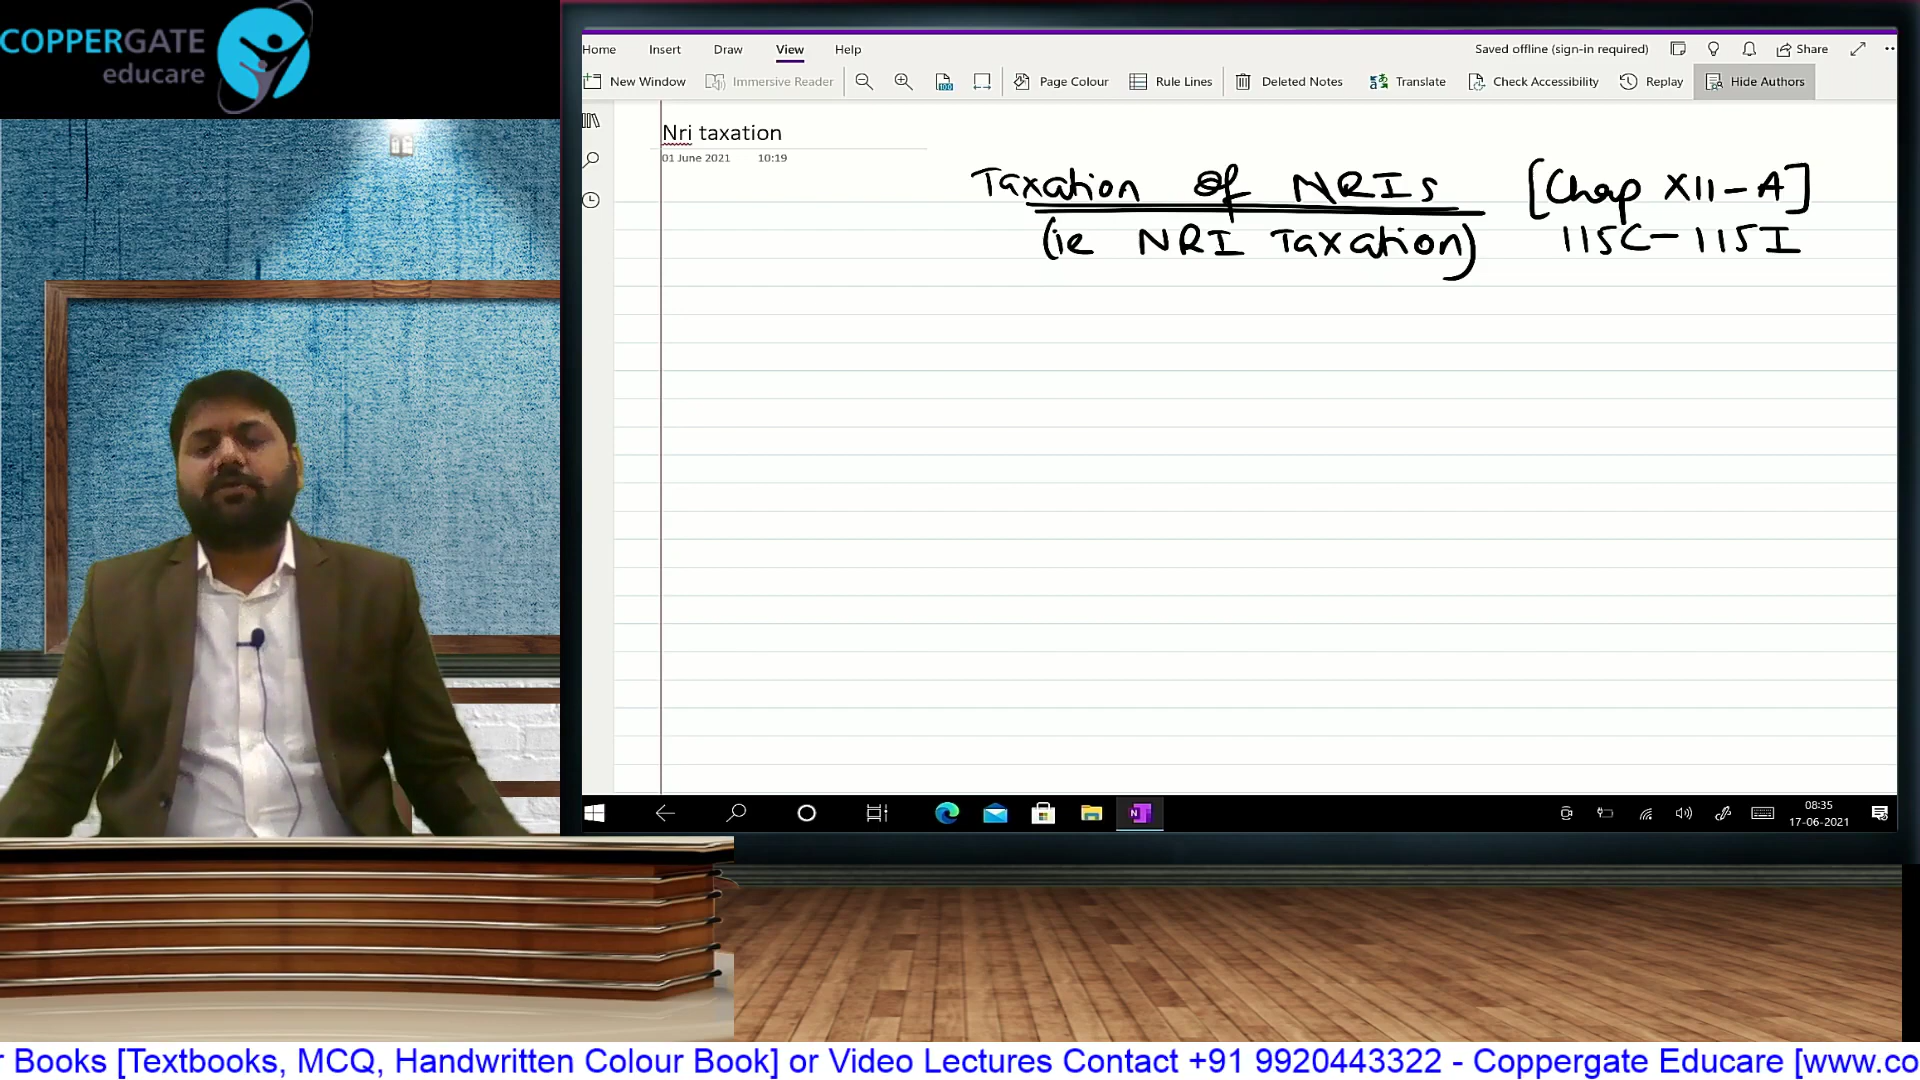 COPPERGATE
educare
Home Insert Draw View Help
Saved offline (sign-in required) Share
New Window Immersive Reader Page Colour Rule Lines Deleted Notes Translate Check Accessibility Replay Hide Authors
Nri taxation
01 June 2021 10:19
Taxation of NRIs [Chap XII-A]
(ie NRI Taxation) 115C-115I
08:35
17-06-2021
r Books [Textbooks, MCQ, Handwritten Colour Book] or Video Lectures Contact +91 9920443322 - Coppergate Educare [www.co